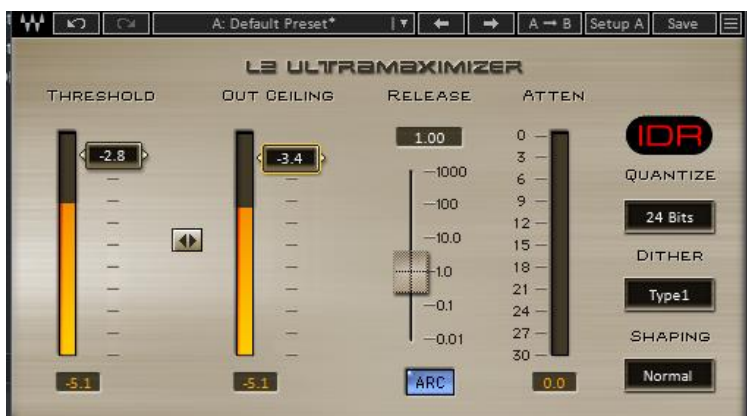 A: Default Preset*
A → B
Setup A
Save
L2 ULTRAMAXIMIZER
THRESHOLD
OUT CEILING
RELEASE
ATTEN
-2.8
-3.4
1.00
1000
100
10.0
1.0
0.1
0.01
0
3
6
9
12
15
18
21
24
27
30
IDR
QUANTIZE
24 Bits
DITHER
Type1
SHAPING
Normal
-5.1
-5.1
ARC
0.0